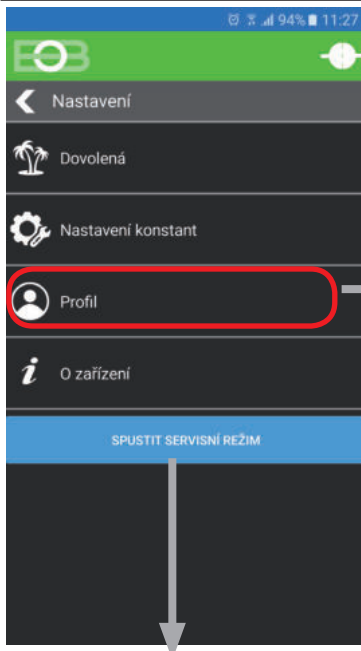 94% 11:27
EOB
Nastavení
Dovolená
Nastavení konstant
Profil
i O zařízení
SPUSTIT SERVISNÍ REŽIM